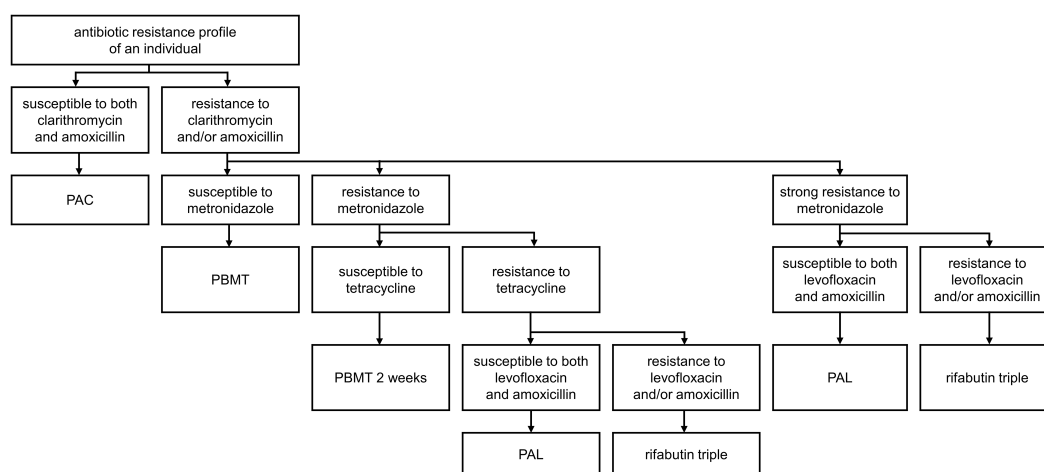 antibiotic resistance profile
of an individual
susceptible to both
clarithromycin
and amoxicillin
resistance to
clarithromycin
and/or amoxicillin
PAC
susceptible to
metronidazole
resistance to
metronidazole
strong resistance to
metronidazole
PBMT
susceptible to
tetracycline
resistance to
tetracycline
susceptible to both
levofloxacin
and amoxicillin
resistance to
levofloxacin
and/or amoxicillin
PBMT 2 weeks
susceptible to both
levofloxacin
and amoxicillin
resistance to
levofloxacin
and/or amoxicillin
PAL
rifabutin triple
PAL
rifabutin triple